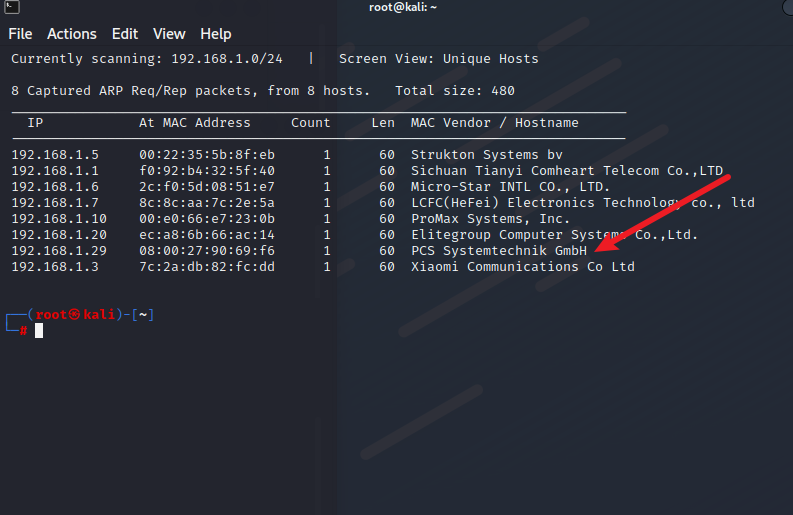 root@kali: ~
File Actions Edit View Help
Currently scanning: 192.168.1.0/24 | Screen View: Unique Hosts
8 Captured ARP Req/Rep packets, from 8 hosts. Total size: 480
IP At MAC Address Count Len MAC Vendor / Hostname
192.168.1.5 00:22:35:5b:8f:eb 1 60 Strukton Systems bv
192.168.1.1 f0:92:b4:32:5f:40 1 60 Sichuan Tianyi Comheart Telecom Co.,LTD
192.168.1.6 2c:f0:5d:08:51:e7 1 60 Micro-Star INTL CO., LTD.
192.168.1.7 8c:8c:aa:7c:2e:5a 1 60 LCFC(HeFei) Electronics Technology co., ltd
192.168.1.10 00:e0:66:e7:23:0b 1 60 ProMax Systems, Inc.
192.168.1.20 ec:a8:6b:66:ac:14 1 60 Elitegroup Computer Systems Co.,Ltd.
192.168.1.29 08:00:27:90:69:f6 1 60 PCS Systemtechnik GmbH
192.168.1.3 7c:2a:db:82:fc:dd 1 60 Xiaomi Communications Co Ltd
┌──(root㉿kali)-[~]
└─#